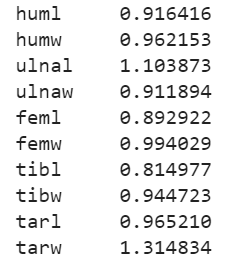 huml 0.916416
humw 0.962153
ulnal 1.103873
ulnaw 0.911894
feml 0.892922
femw 0.994029
tibl 0.814977
tibw 0.944723
tarl 0.965210
tarw 1.314834